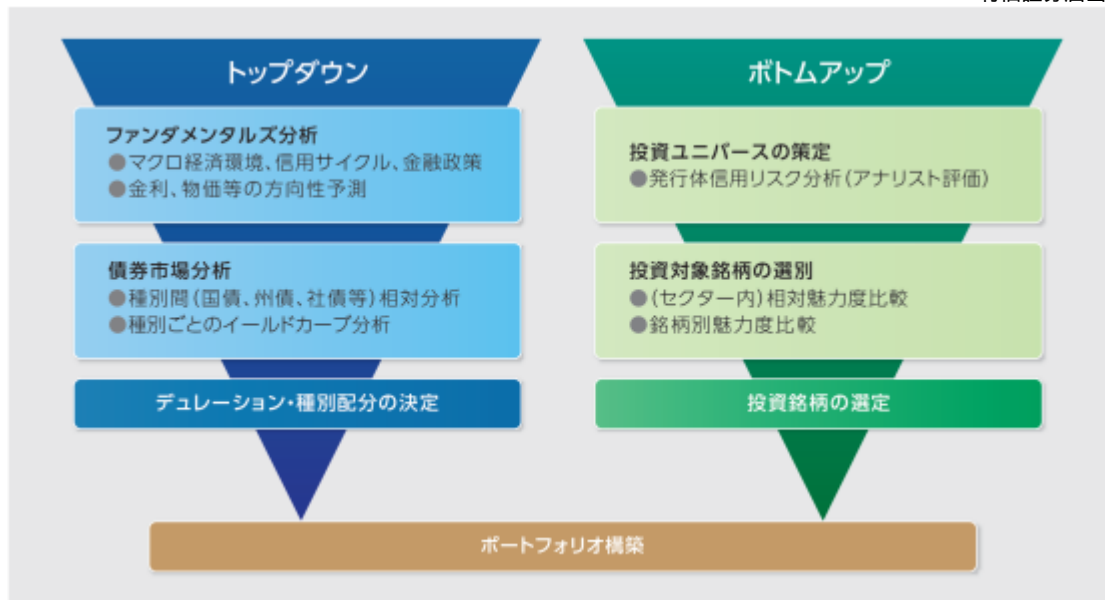 トップダウン
ファンダメンタルズ分析
●マクロ経済環境、信用サイクル、金融政策
●金利、物価等の方向性予測
債券市場分析
●種別間(国債、州債、社債等)相対分析
●種別ごとのイールドカーブ分析
デュレーション・種別配分の決定
ボトムアップ
投資ユニバースの策定
●発行体信用リスク分析(アナリスト評価)
投資対象銘柄の選別
●(セクター内)相対魅力度比較
●銘柄別魅力度比較
投資銘柄の選定
ポートフォリオ構築